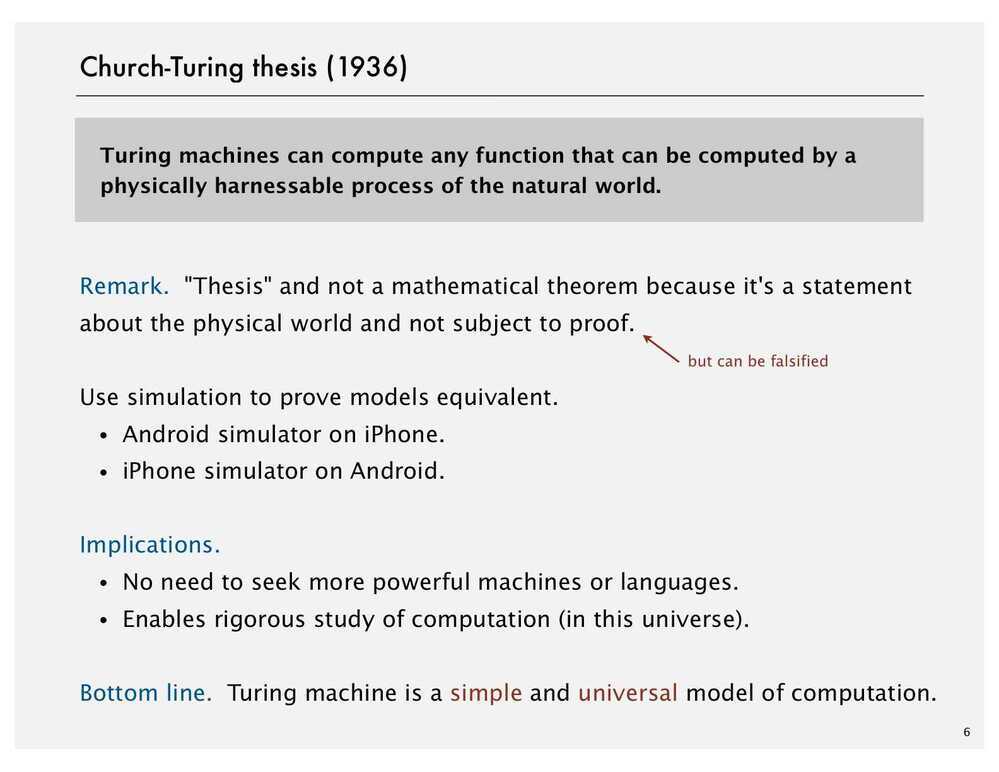 Church-Turing thesis (1936)
Turing machines can compute any function that can be computed by a
physically harnessable process of the natural world.
Remark. "Thesis" and not a mathematical theorem because it's a statement
about the physical world and not subject to proof.
but can be falsified
Use simulation to prove models equivalent.
• Android simulator on iPhone.
• iPhone simulator on Android.
Implications.
• No need to seek more powerful machines or languages.
• Enables rigorous study of computation (in this universe).
Bottom line. Turing machine is a simple and universal model of computation.
6